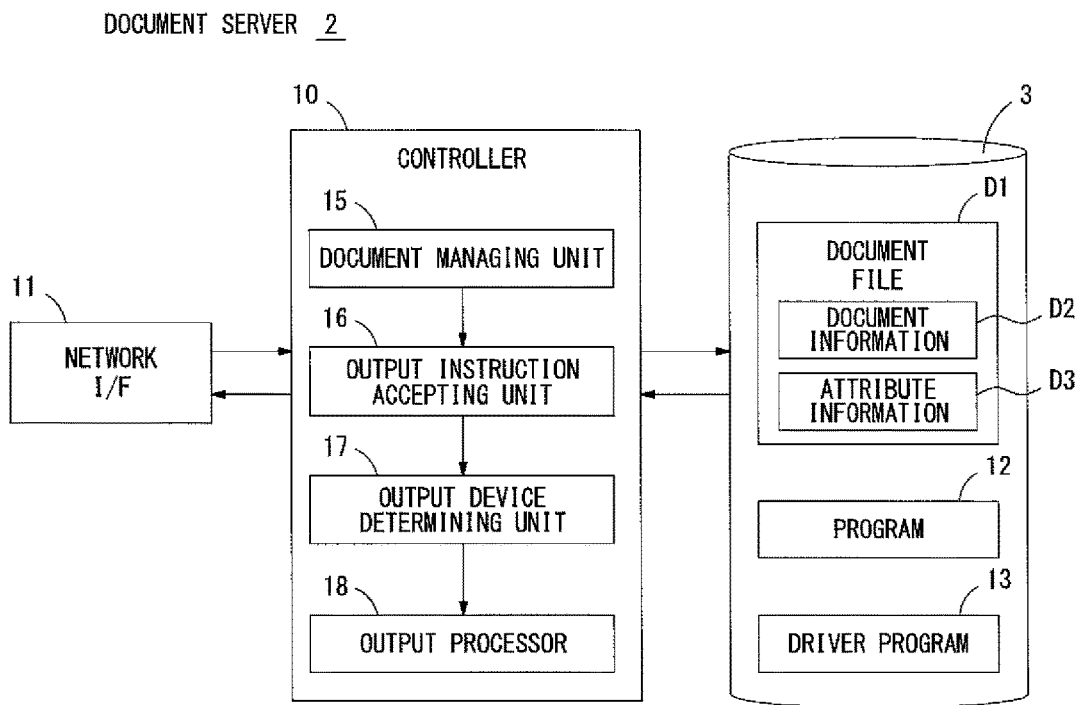 DOCUMENT SERVER 2
10
3
CONTROLLER
D1
15
DOCUMENT
FILE
DOCUMENT MANAGING UNIT
11
D2
DOCUMENT
INFORMATION
16
NETWORK
I/F
OUTPUT INSTRUCTION
ACCEPTING UNIT
D3
ATTRIBUTE
INFORMATION
17
12
OUTPUT DEVICE
DETERMINING UNIT
PROGRAM
18
13
OUTPUT PROCESSOR
DRIVER PROGRAM